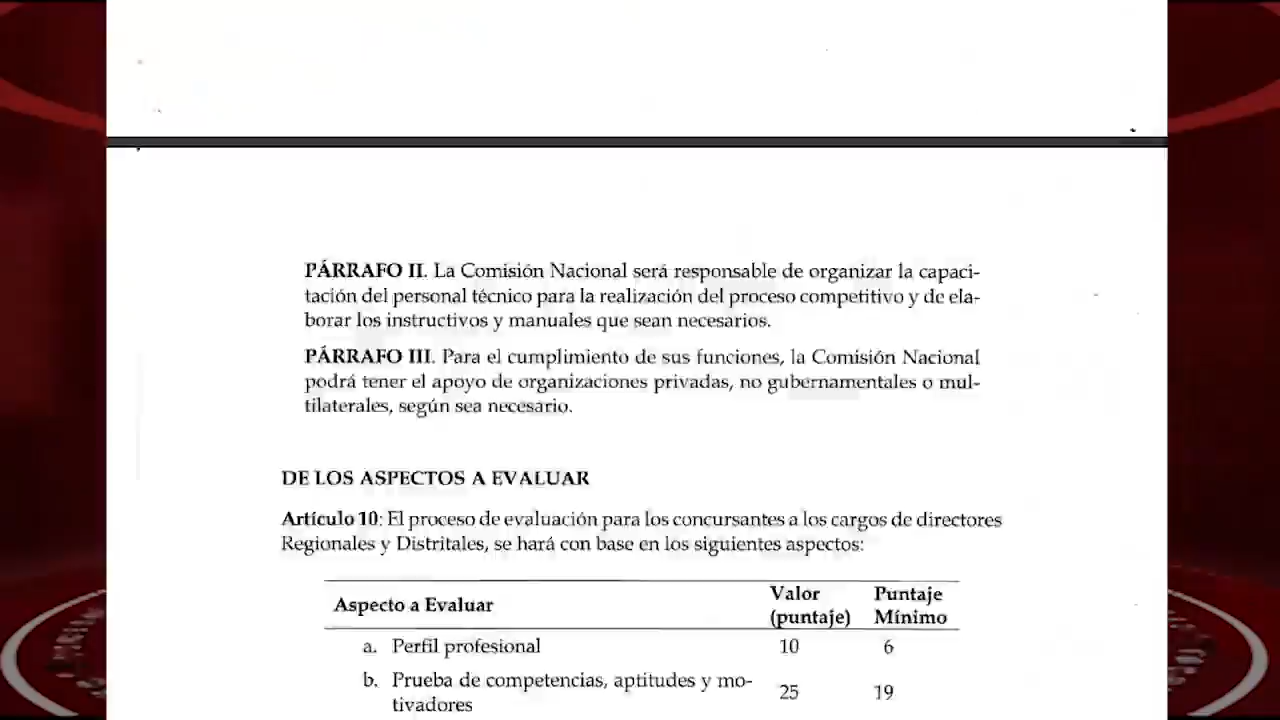 PÁRRAFO II. La Comisión Nacional será responsable de organizar la capaci-
tación del personal técnico para la realización del proceso competitivo y de ela-
borar los instructivos y manuales que sean necesarios.
PÁRRAFO III. Para el cumplimiento de sus funciones, la Comisión Nacional
podrá tener el apoyo de organizaciones privadas, no gubernamentales o mul-
tilaterales, según sea necesario.
DE LOS ASPECTOS A EVALUAR
Artículo 10: El proceso de evaluación para los concursantes a los cargos de directores
Regionales y Distritales, se hará con base en los siguientes aspectos:
Aspecto a Evaluar Valor (puntaje) Puntaje Mínimo
a. Perfil profesional 10 6
b. Prueba de competencias, aptitudes y mo-
tivadores 25 19